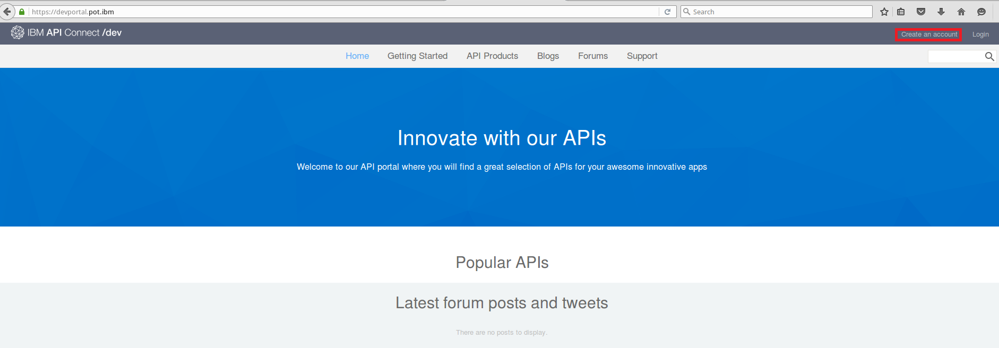 https://devportal.pot.ibm
Search
IBM API Connect /dev
Create an account
Login
Home
Getting Started
API Products
Blogs
Forums
Support
Innovate with our APIs
Welcome to our API portal where you will find a great selection of APIs for your awesome innovative apps
Popular APIs
Latest forum posts and tweets
There are no posts to display.